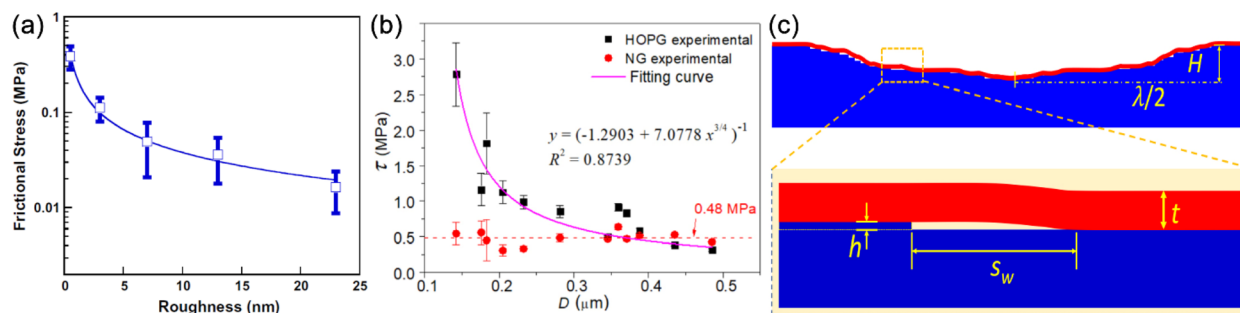 (a)
1
0.1
0.01
0
5
10
15
20
25
Frictional Stress (MPa)
Roughness (nm)
(b)
3.0
2.5
2.0
1.5
1.0
0.5
0.0
0.1
0.2
0.3
0.4
0.5
τ (MPa)
D (μm)
HOPG experimental
NG experimental
Fitting curve
y = (-1.2903 + 7.0778 x^{3/4})^{-1}
R² = 0.8739
0.48 MPa
(c)
H
λ/2
t
h
s_w